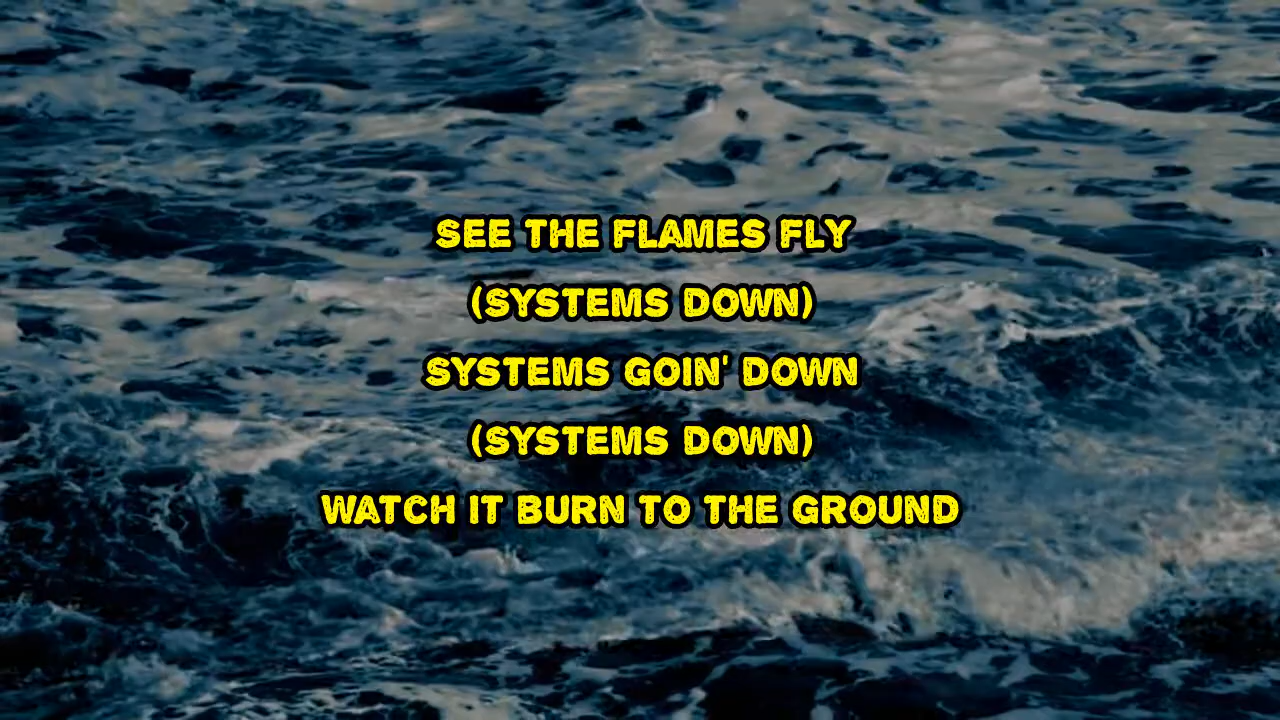 SEE THE FLAMES FLY
(SYSTEMS DOWN)
SYSTEMS GOIN' DOWN
(SYSTEMS DOWN)
WATCH IT BURN TO THE GROUND